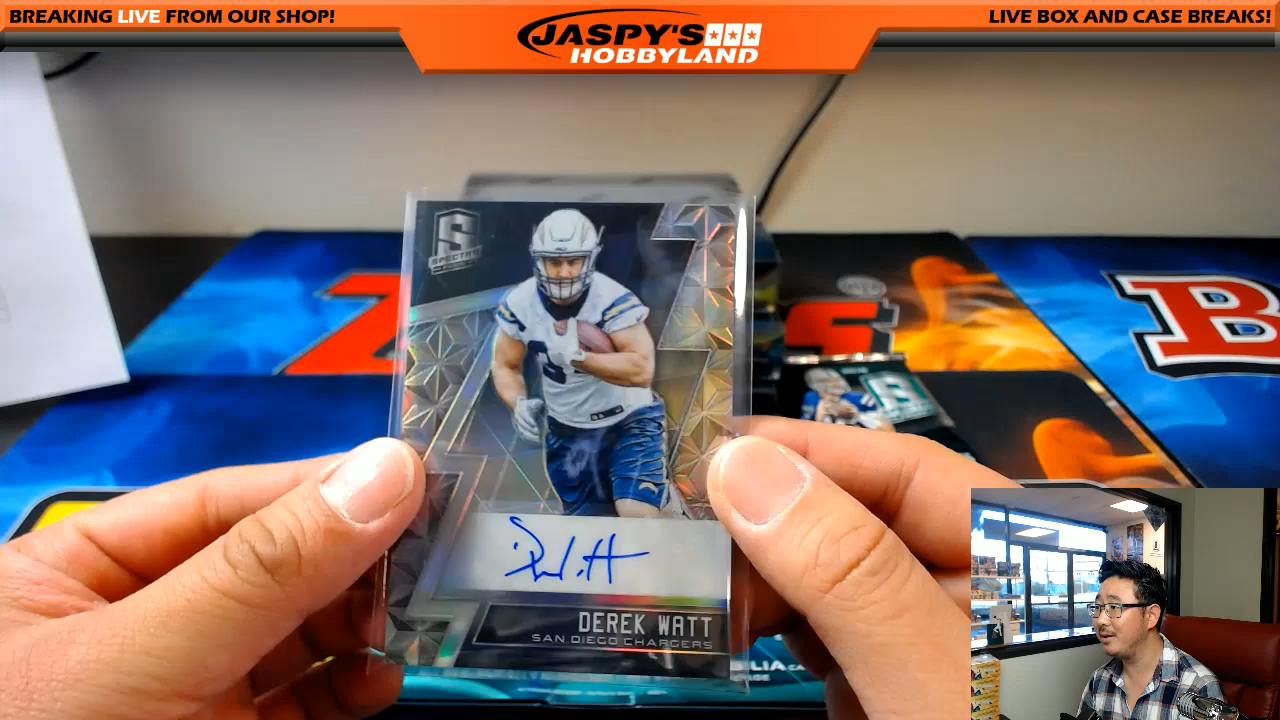 BREAKING LIVE FROM OUR SHOP!
JASPY'S
HOBBYLAND
LIVE BOX AND CASE BREAKS!
S
SPECTRA
B
DEREK WATT
SAN DIEGO CHARGERS